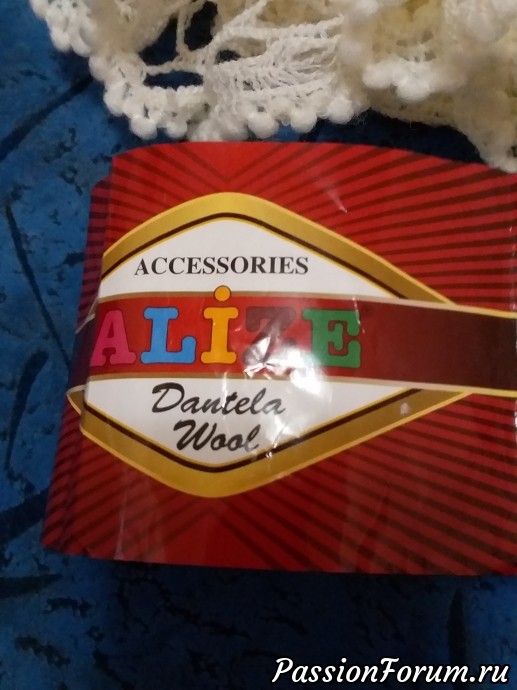 ACCESSORIES
ALİZE
Dantela
Wool
PassionForum.ru